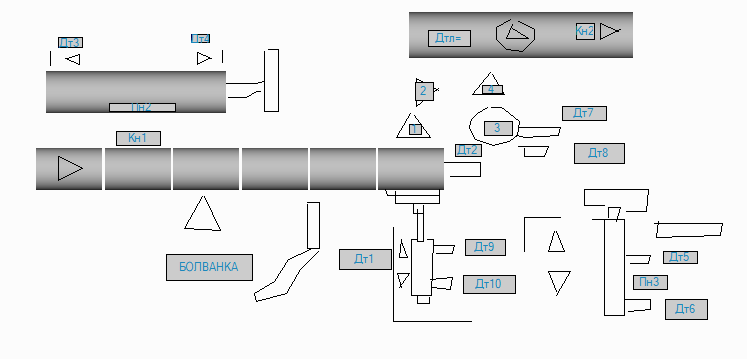 Дтл=
Кн2
Дт3
Дт4
2
4
Пн2
Дт7
1
3
Кн1
Дт2
Дт8
БОЛВАНКА
Дт1
Дт9
Дт10
Дт5
Пн3
Дт6